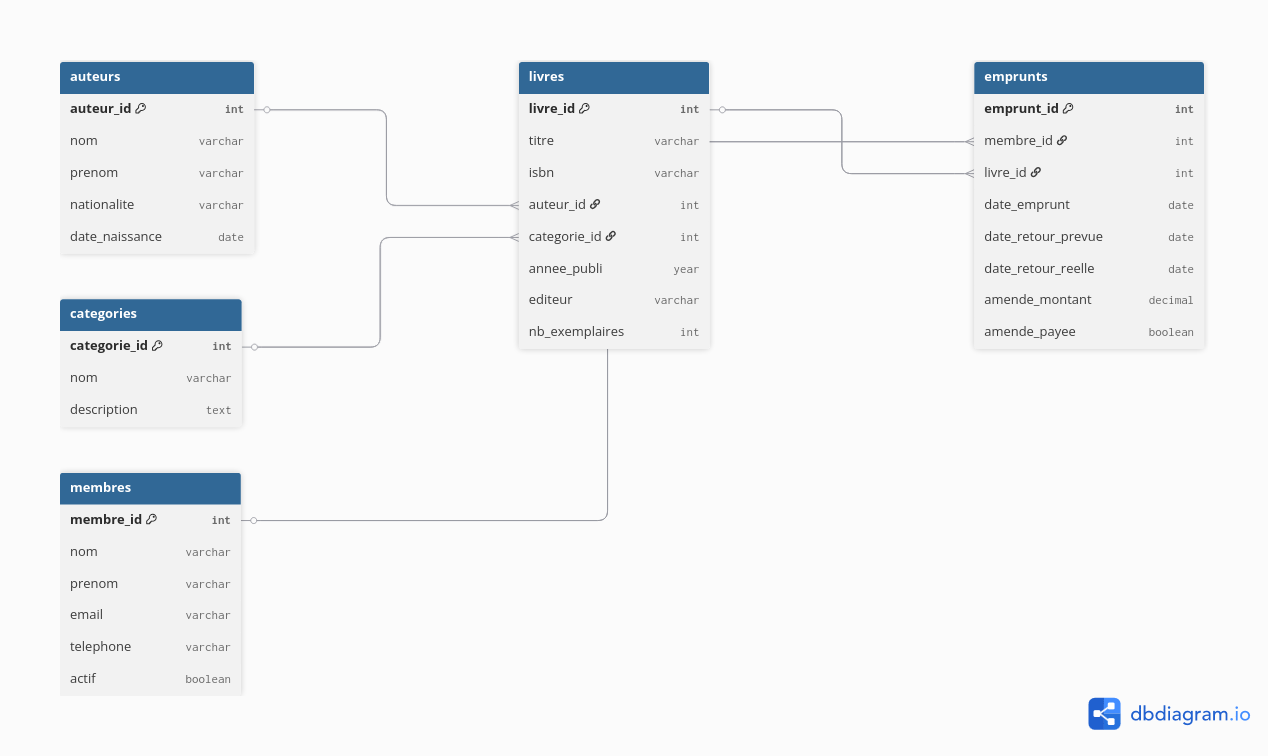 auteurs
auteur_id int
nom varchar
prenom varchar
nationalite varchar
date_naissance date
categories
categorie_id int
nom varchar
description text
membres
membre_id int
nom varchar
prenom varchar
email varchar
telephone varchar
actif boolean
livres
livre_id int
titre varchar
isbn varchar
auteur_id int
categorie_id int
annee_publi year
editeur varchar
nb_exemplaires int
emprunts
emprunt_id int
membre_id int
livre_id int
date_emprunt date
date_retour_prevue date
date_retour_reelle date
amende_montant decimal
amende_payee boolean
dbdiagram.io